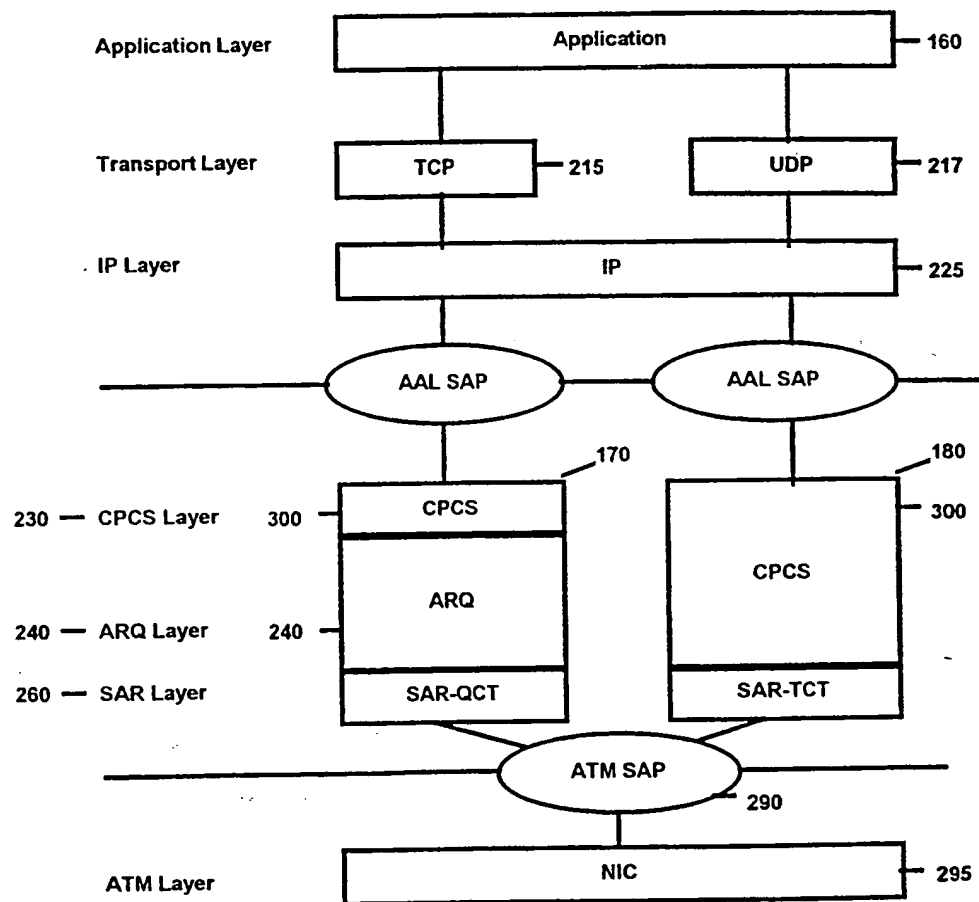 Application Layer
Application
160
Transport Layer
TCP
215
UDP
217
IP Layer
IP
225
AAL SAP
AAL SAP
170
180
230 — CPCS Layer
300
CPCS
300
CPCS
ARQ
240 — ARQ Layer
240
260 — SAR Layer
SAR-QCT
SAR-TCT
ATM SAP
290
NIC
295
ATM Layer